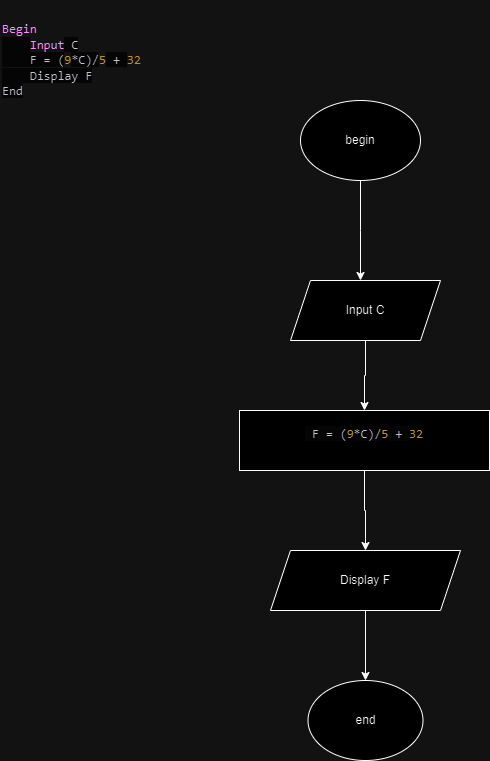 Begin
    Input C
    F = (9*C)/5 + 32
    Display F
End
begin
Input C
F = (9*C)/5 + 32
Display F
end